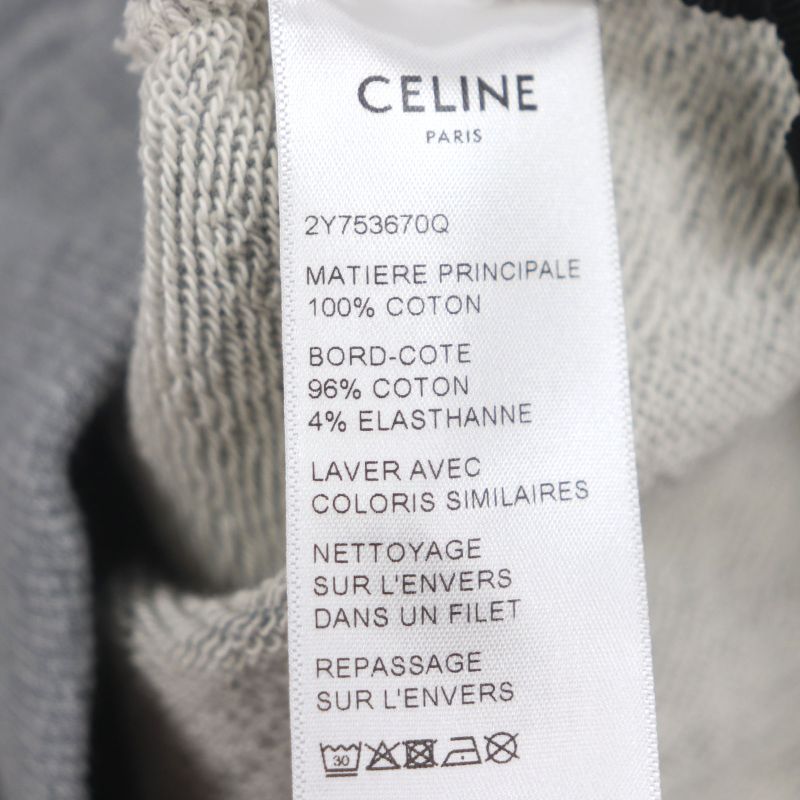 CELINE
PARIS
2Y753670Q
MATIERE PRINCIPALE
100% COTON
BORD-COTE
96% COTON
4% ELASTHANNE
LAVER AVEC
COLORIS SIMILAIRES
NETTOYAGE
SUR L'ENVERS
DANS UN FILET
REPASSAGE
SUR L'ENVERS
30